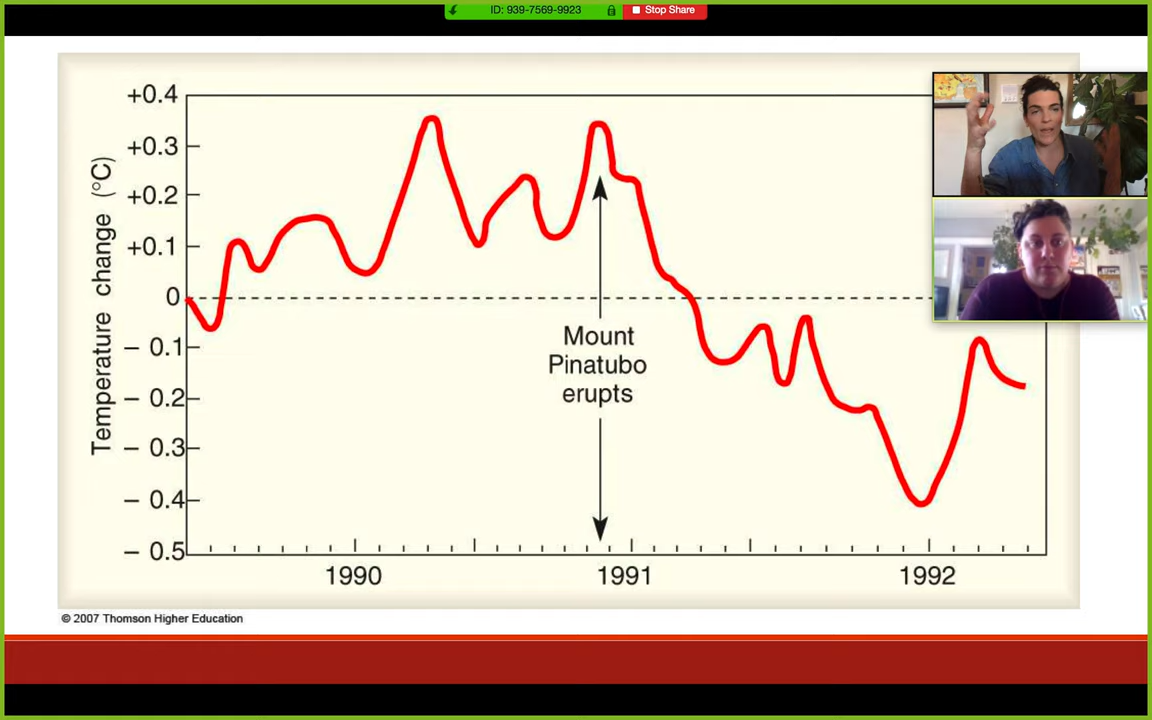 ID: 939-7569-9923
Stop Share
+0.4
+0.3
+0.2
+0.1
0
– 0.1
– 0.2
– 0.3
– 0.4
– 0.5
Temperature change (°C)
Mount
Pinatubo
erupts
1990
1991
1992
© 2007 Thomson Higher Education